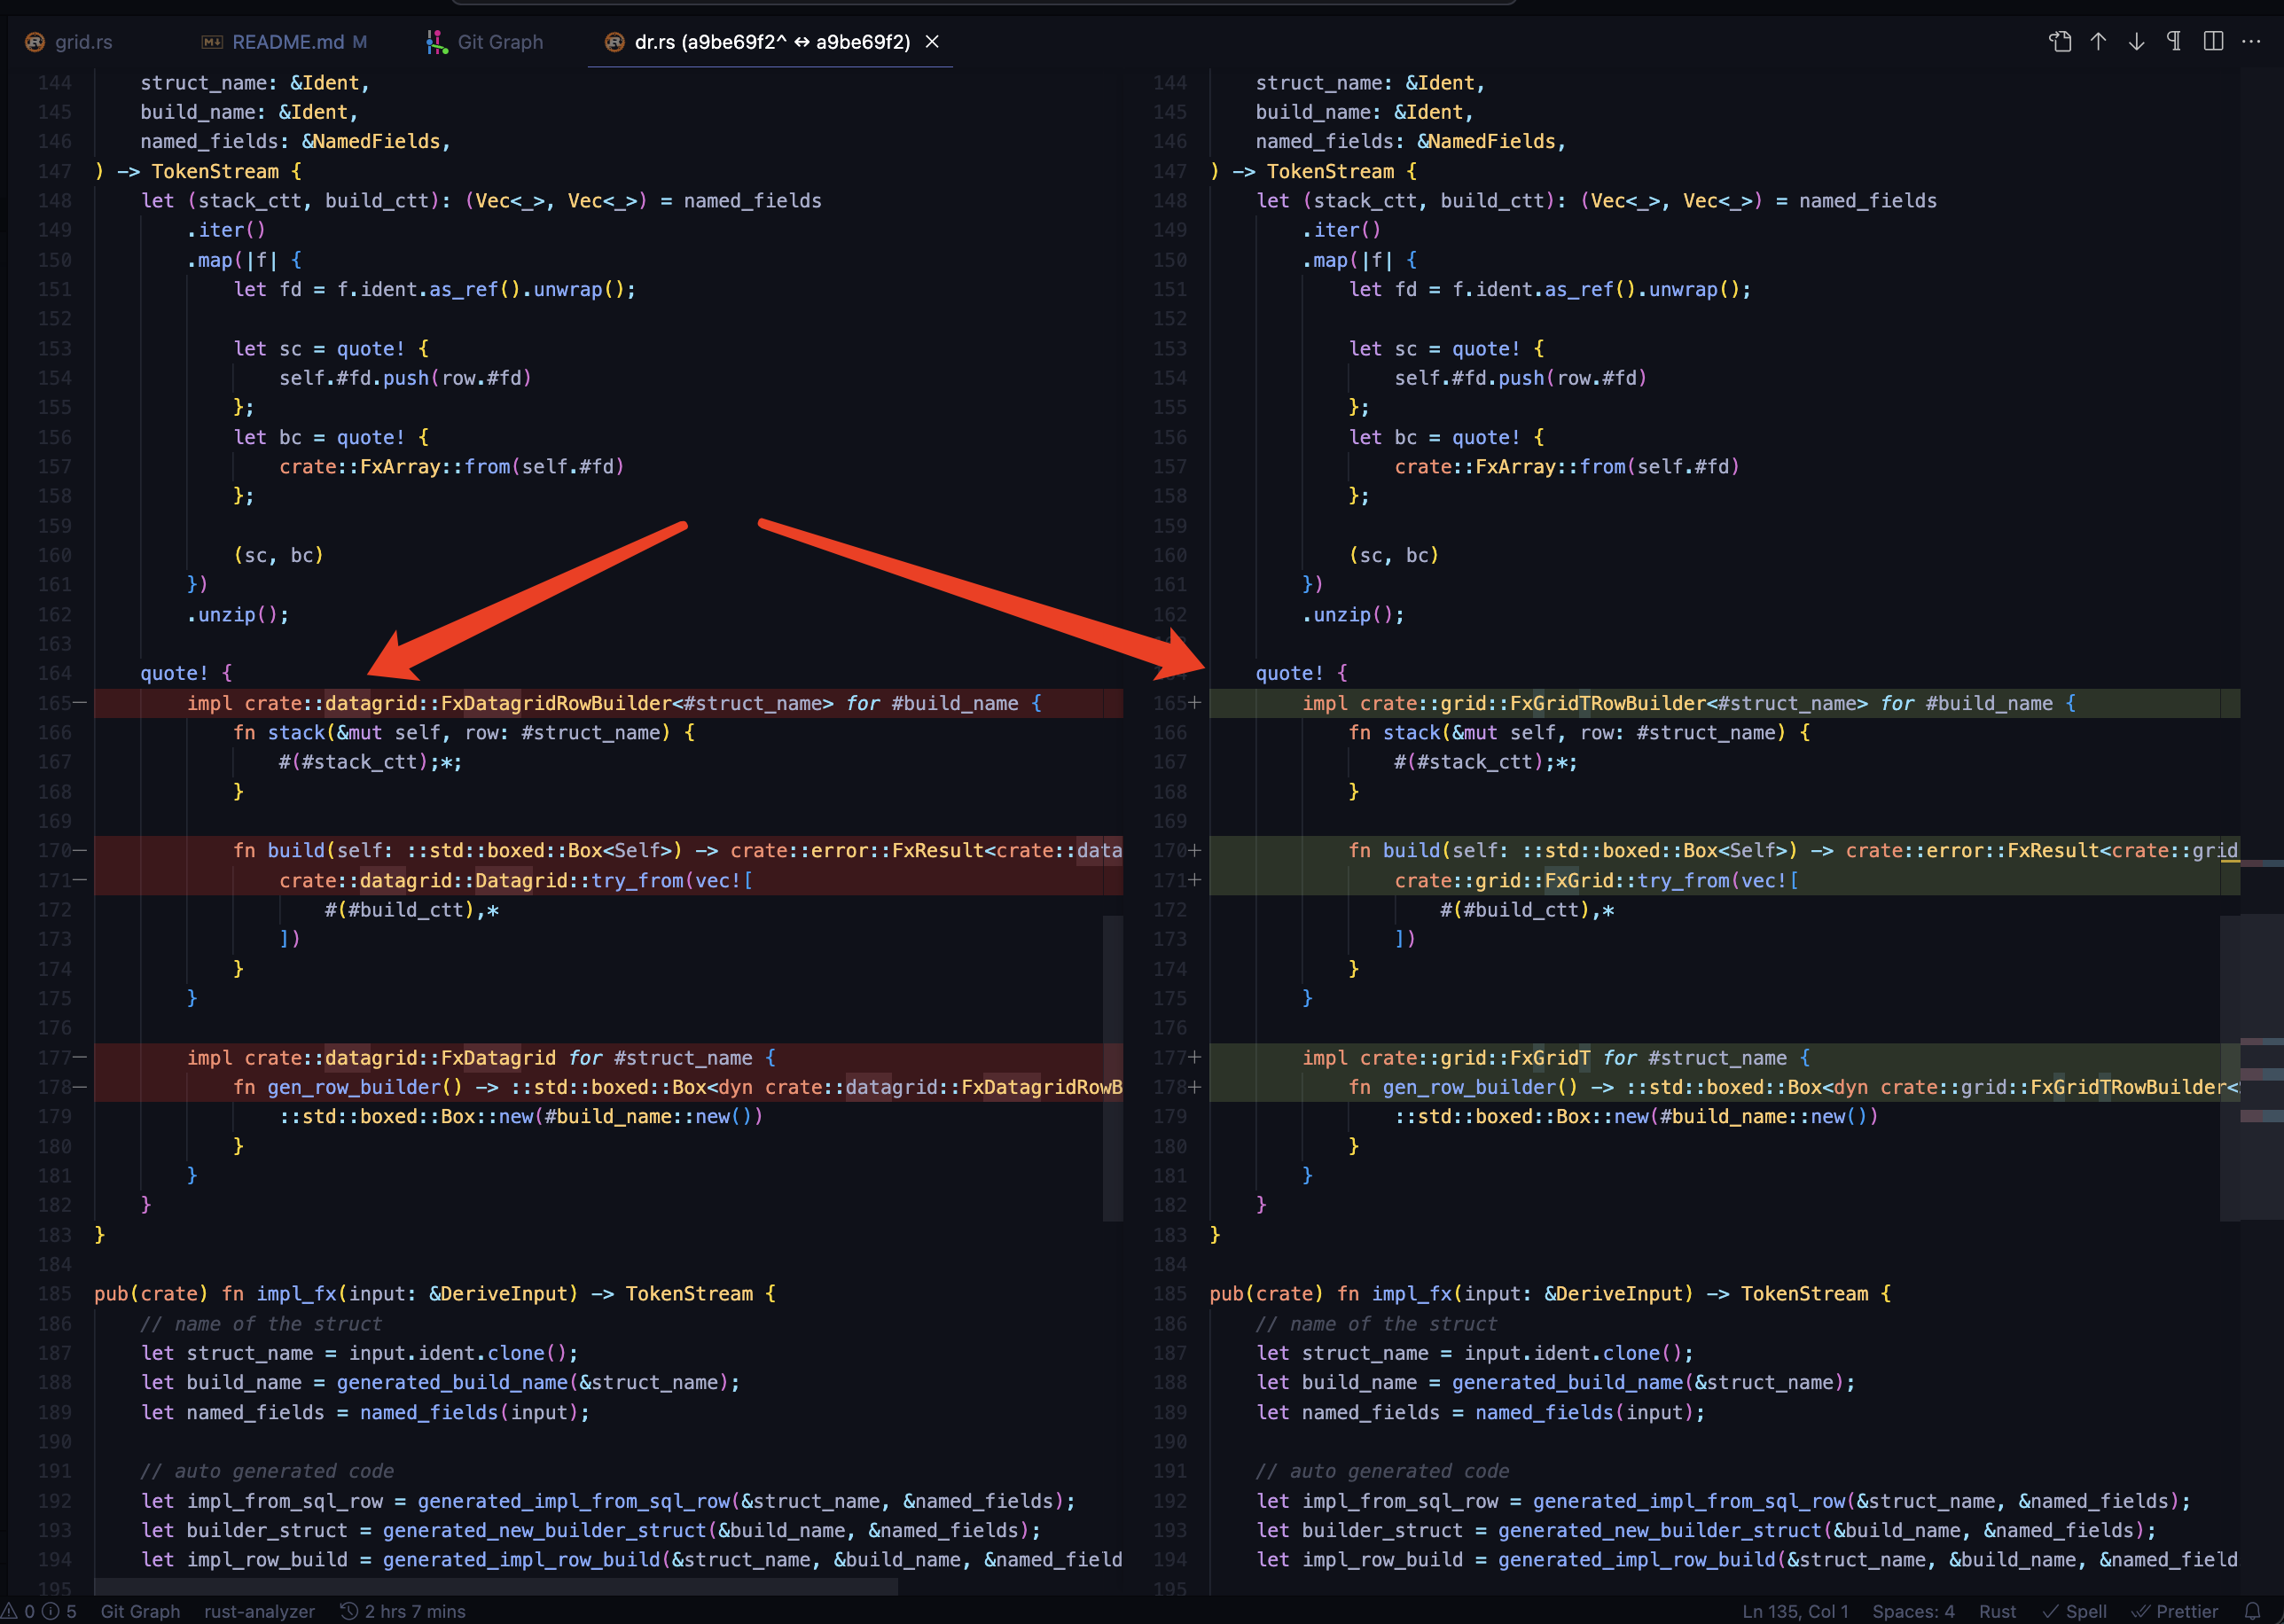 grid.rs README.md M Git Graph dr.rs (a9be69f2^ ↔ a9be69f2)
144 struct_name: &Ident,
145 build_name: &Ident,
146 named_fields: &NamedFields,
147 ) -> TokenStream {
148 let (stack_ctt, build_ctt): (Vec<_>, Vec<_>) = named_fields
149 .iter()
150 .map(|f| {
151 let fd = f.ident.as_ref().unwrap();
152
153 let sc = quote! {
154 self.#fd.push(row.#fd)
155 };
156 let bc = quote! {
157 crate::FxArray::from(self.#fd)
158 };
159
160 (sc, bc)
161 })
162 .unzip();
163
164 quote! {
165— impl crate::datagrid::FxDatagridRowBuilder<#struct_name> for #build_name {
166 fn stack(&mut self, row: #struct_name) {
167 #(#stack_ctt);*;
168 }
169
170— fn build(self: ::std::boxed::Box<Self>) -> crate::error::FxResult<crate::data
171— crate::datagrid::Datagrid::try_from(vec![
172 #(#build_ctt),*
173 ])
174 }
175 }
176
177— impl crate::datagrid::FxDatagrid for #struct_name {
178— fn gen_row_builder() -> ::std::boxed::Box<dyn crate::datagrid::FxDatagridRowB
179 ::std::boxed::Box::new(#build_name::new())
180 }
181 }
182 }
183 }
184
185 pub(crate) fn impl_fx(input: &DeriveInput) -> TokenStream {
186 // name of the struct
187 let struct_name = input.ident.clone();
188 let build_name = generated_build_name(&struct_name);
189 let named_fields = named_fields(input);
190
191 // auto generated code
192 let impl_from_sql_row = generated_impl_from_sql_row(&struct_name, &named_fields);
193 let builder_struct = generated_new_builder_struct(&build_name, &named_fields);
194 let impl_row_build = generated_impl_row_build(&struct_name, &build_name, &named_field
195
144 struct_name: &Ident,
145 build_name: &Ident,
146 named_fields: &NamedFields,
147 ) -> TokenStream {
148 let (stack_ctt, build_ctt): (Vec<_>, Vec<_>) = named_fields
149 .iter()
150 .map(|f| {
151 let fd = f.ident.as_ref().unwrap();
152
153 let sc = quote! {
154 self.#fd.push(row.#fd)
155 };
156 let bc = quote! {
157 crate::FxArray::from(self.#fd)
158 };
159
160 (sc, bc)
161 })
162 .unzip();
quote! {
165+ impl crate::grid::FxGridTRowBuilder<#struct_name> for #build_name {
166 fn stack(&mut self, row: #struct_name) {
167 #(#stack_ctt);*;
168 }
169
170+ fn build(self: ::std::boxed::Box<Self>) -> crate::error::FxResult<crate::grid
171+ crate::grid::FxGrid::try_from(vec![
172 #(#build_ctt),*
173 ])
174 }
175 }
176
177+ impl crate::grid::FxGridT for #struct_name {
178+ fn gen_row_builder() -> ::std::boxed::Box<dyn crate::grid::FxGridTRowBuilder<
179 ::std::boxed::Box::new(#build_name::new())
180 }
181 }
182 }
183 }
184
185 pub(crate) fn impl_fx(input: &DeriveInput) -> TokenStream {
186 // name of the struct
187 let struct_name = input.ident.clone();
188 let build_name = generated_build_name(&struct_name);
189 let named_fields = named_fields(input);
190
191 // auto generated code
192 let impl_from_sql_row = generated_impl_from_sql_row(&struct_name, &named_fields);
193 let builder_struct = generated_new_builder_struct(&build_name, &named_fields);
194 let impl_row_build = generated_impl_row_build(&struct_name, &build_name, &named_field
195
0 5 Git Graph rust-analyzer 2 hrs 7 mins Ln 135, Col 1 Spaces: 4 Rust Spell Prettier